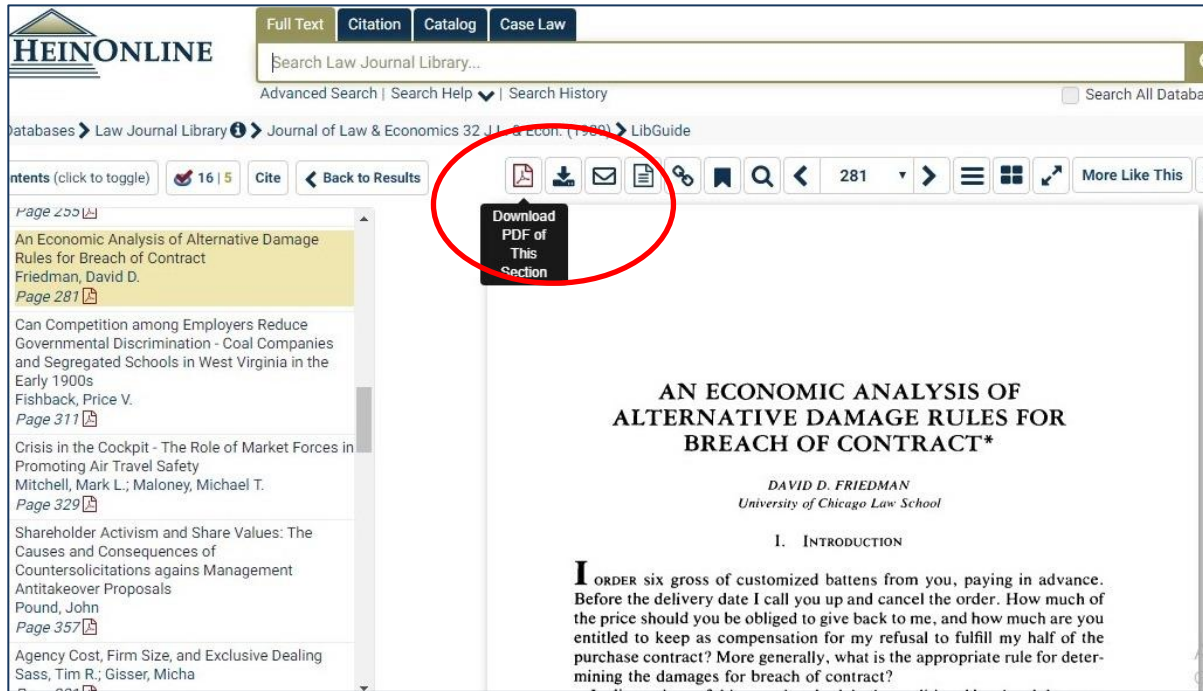 HEINONLINE
Full Text Citation Catalog Case Law
Search Law Journal Library...
Advanced Search | Search Help | Search History
Search All Databa
Databases Law Journal Library Journal of Law & Economics 32 J.L. & Econ. (1989) LibGuide
ntents (click to toggle) 16 | 5 Cite Back to Results 281 More Like This
Download
PDF of
This
Section
Page 255
An Economic Analysis of Alternative Damage
Rules for Breach of Contract
Friedman, David D.
Page 281
Can Competition among Employers Reduce
Governmental Discrimination - Coal Companies
and Segregated Schools in West Virginia in the
Early 1900s
Fishback, Price V.
Page 311
Crisis in the Cockpit - The Role of Market Forces in
Promoting Air Travel Safety
Mitchell, Mark L.; Maloney, Michael T.
Page 329
Shareholder Activism and Share Values: The
Causes and Consequences of
Countersolicitations agains Management
Antitakeover Proposals
Pound, John
Page 357
Agency Cost, Firm Size, and Exclusive Dealing
Sass, Tim R.; Gisser, Micha
AN ECONOMIC ANALYSIS OF
ALTERNATIVE DAMAGE RULES FOR
BREACH OF CONTRACT*
DAVID D. FRIEDMAN
University of Chicago Law School
I. INTRODUCTION
I ORDER six gross of customized battens from you, paying in advance.
Before the delivery date I call you up and cancel the order. How much of
the price should you be obliged to give back to me, and how much are you
entitled to keep as compensation for my refusal to fulfill my half of the
purchase contract? More generally, what is the appropriate rule for deter-
mining the damages for breach of contract?